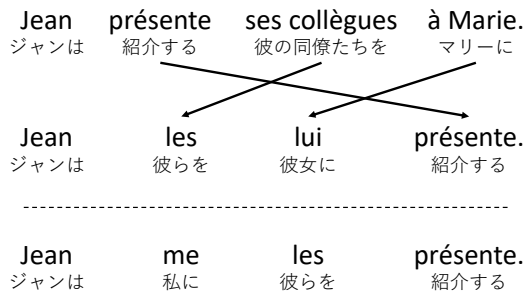 Jean présente ses collègues à Marie.
ジャンは 紹介する 彼の同僚たちを マリーに
Jean les lui présente.
ジャンは 彼らを 彼女に 紹介する
Jean me les présente.
ジャンは 私に 彼らを 紹介する